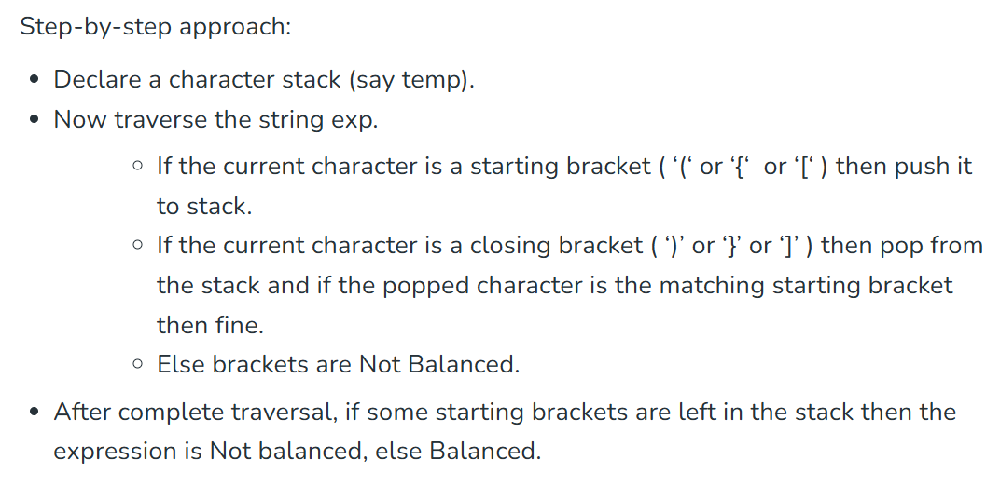 Step-by-step approach:
• Declare a character stack (say temp).
• Now traverse the string exp.
○ If the current character is a starting bracket ( ‘(‘ or ‘{‘  or ‘[‘ ) then push it
to stack.
○ If the current character is a closing bracket ( ‘)’ or ‘}’ or ‘]’ ) then pop from
the stack and if the popped character is the matching starting bracket
then fine.
○ Else brackets are Not Balanced.
• After complete traversal, if some starting brackets are left in the stack then the
expression is Not balanced, else Balanced.